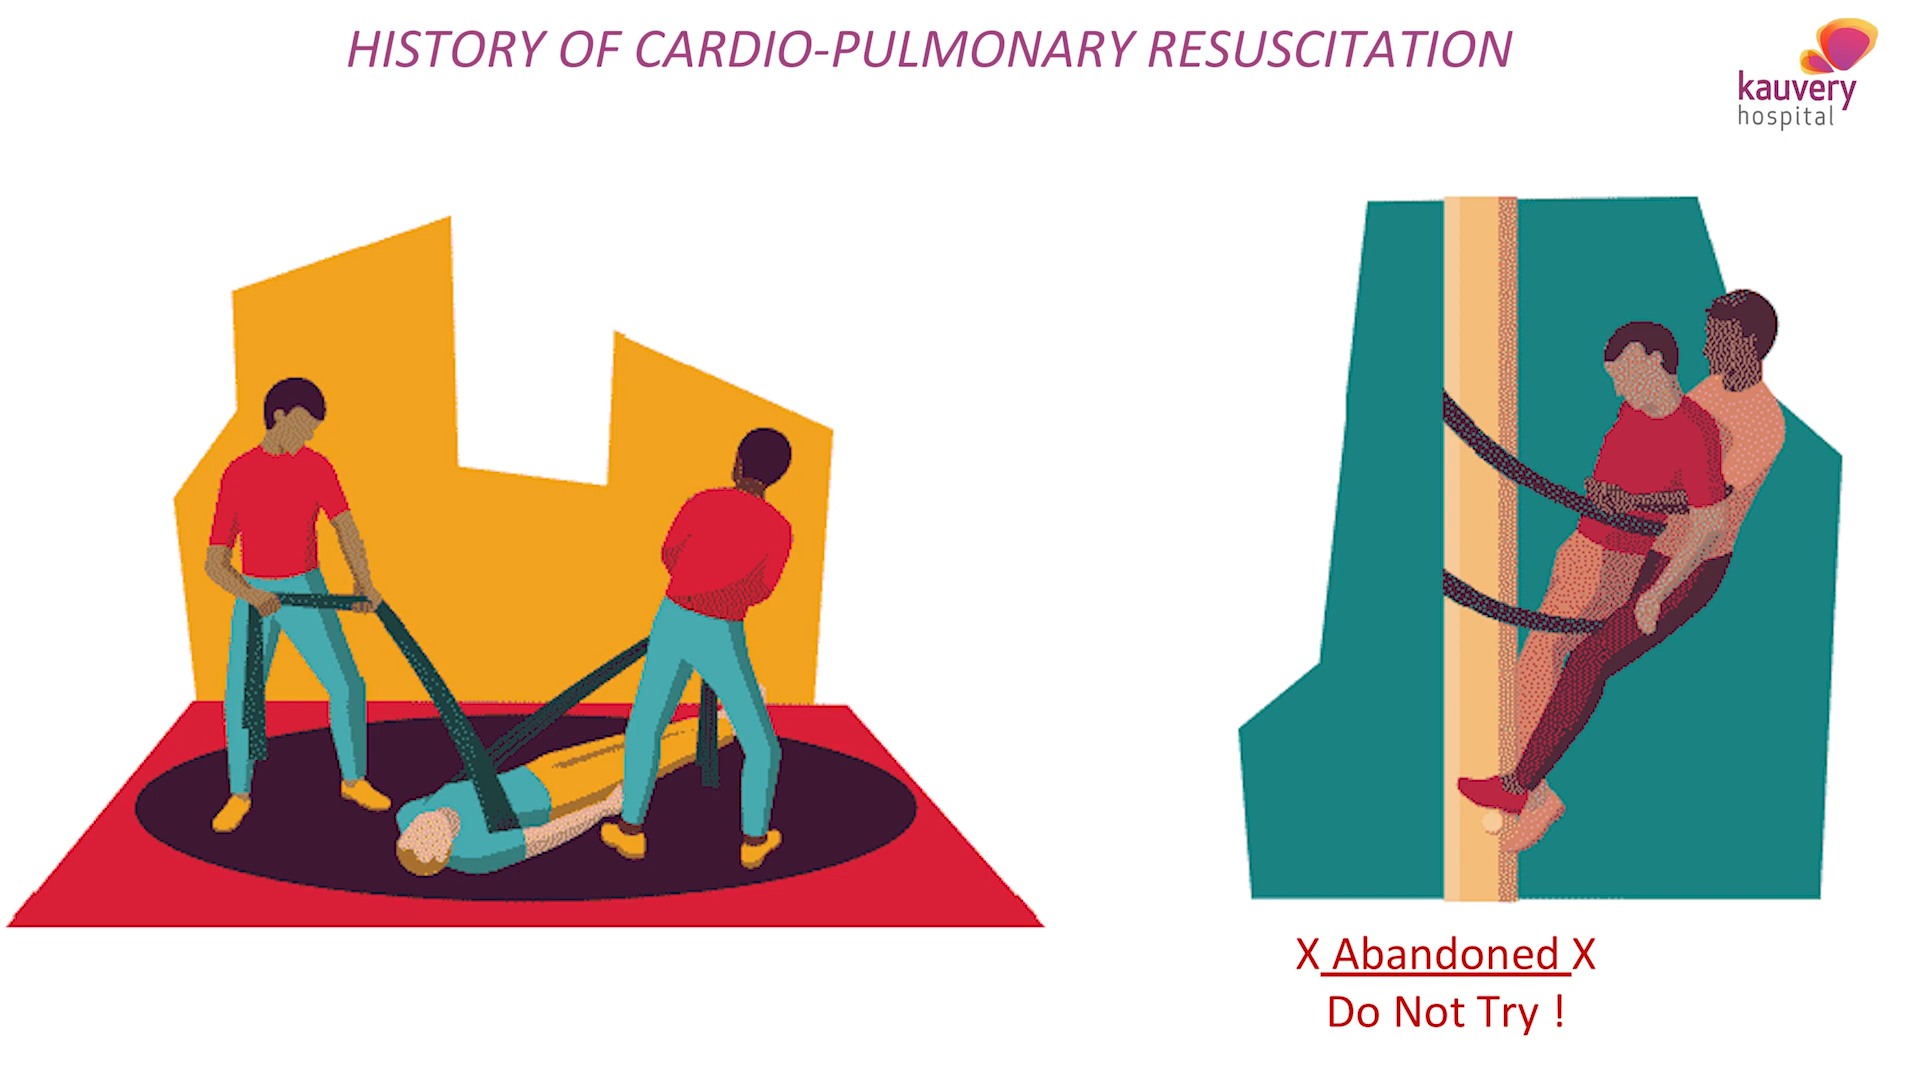 HISTORY OF CARDIO-PULMONARY RESUSCITATION
kauvery
hospital
X Abandoned X
Do Not Try !